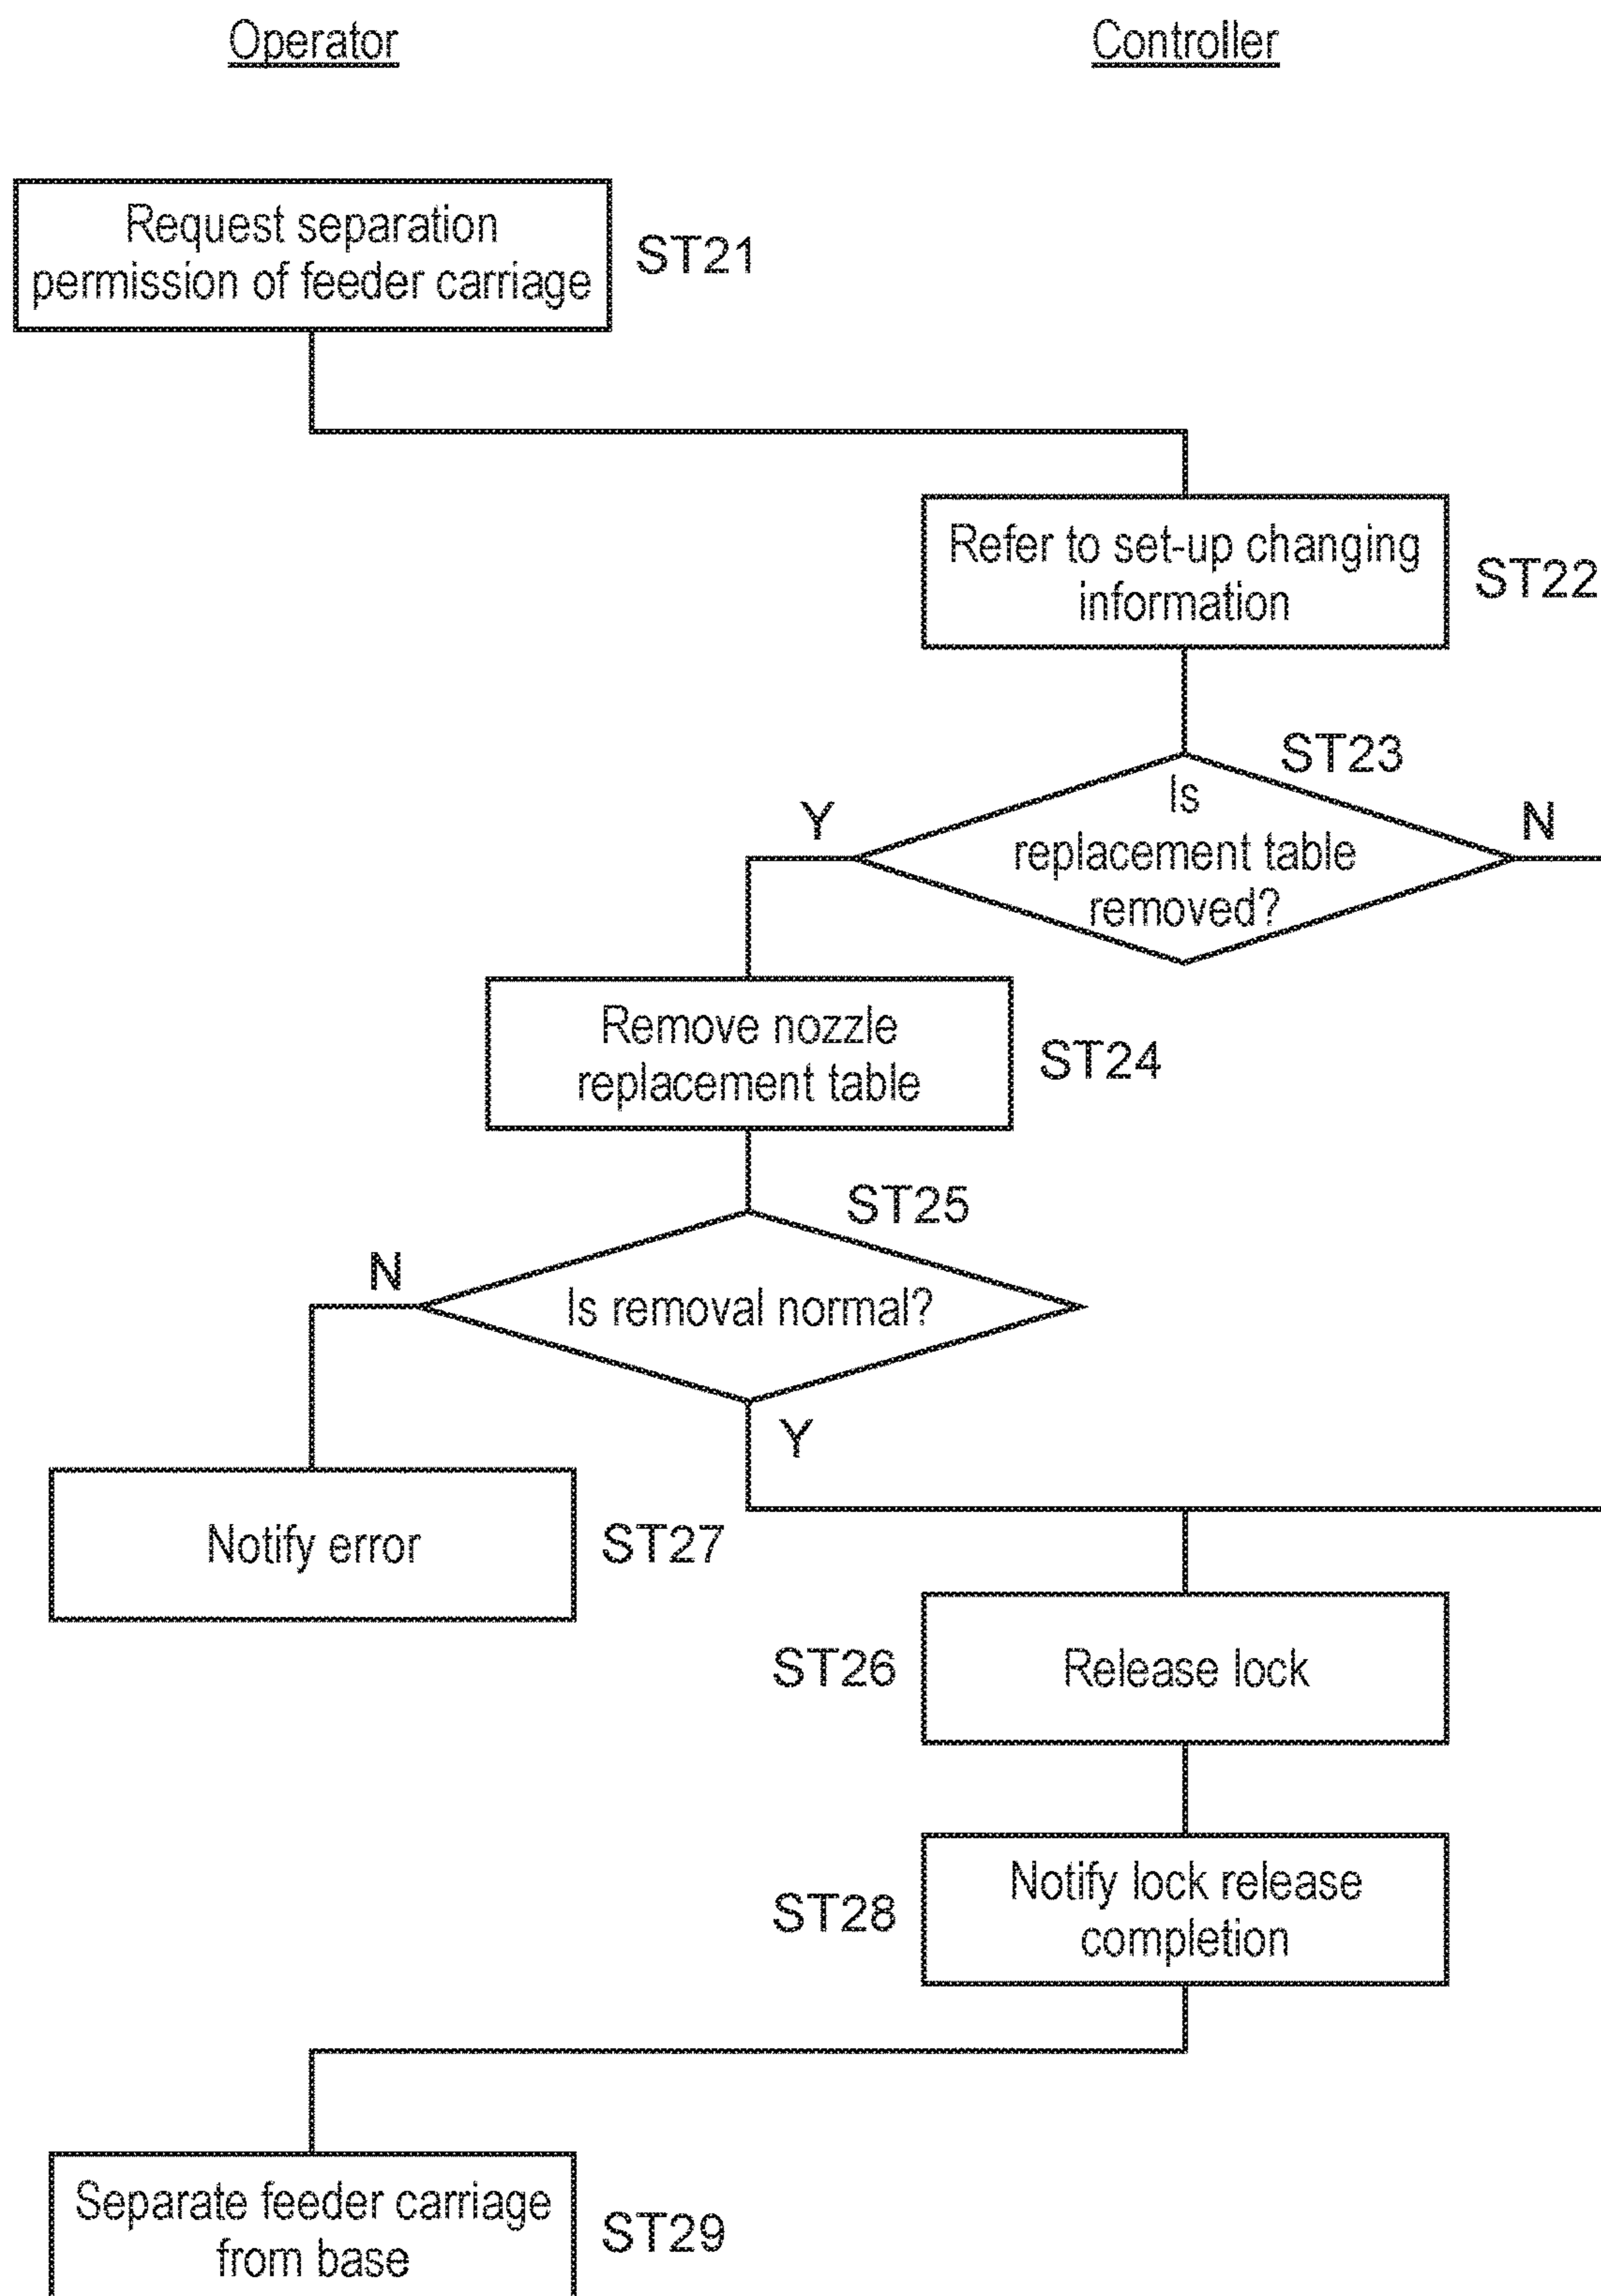 Operator
Controller
Request separation
permission of feeder carriage
ST21
Refer to set-up changing
information
ST22
ST23
Is
replacement table
removed?
Y
N
Remove nozzle
replacement table
ST24
ST25
Is removal normal?
N
Y
Notify error
ST27
ST26
Release lock
ST28
Notify lock release
completion
Separate feeder carriage
from base
ST29